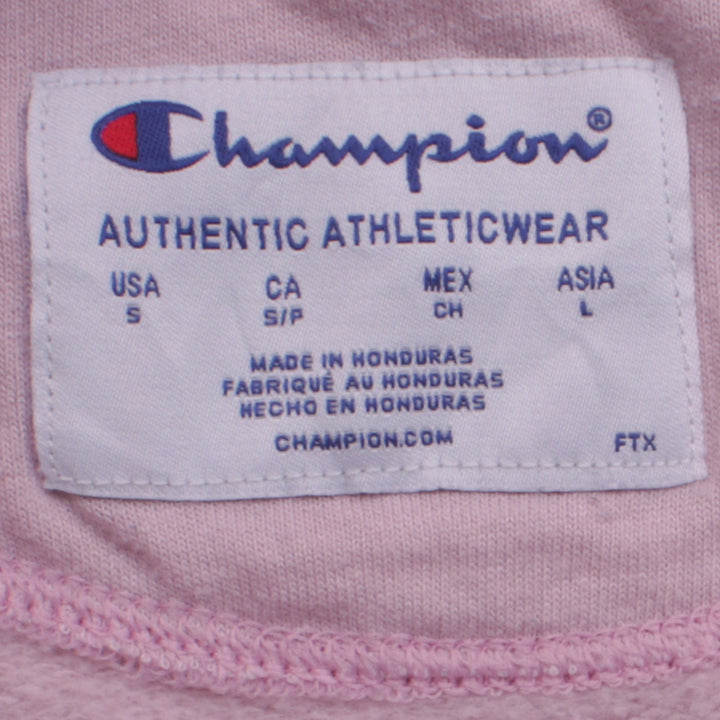 Champion®
AUTHENTIC ATHLETICWEAR
USA CA MEX ASIA
S S/P CH L
MADE IN HONDURAS
FABRIQUÉ AU HONDURAS
HECHO EN HONDURAS
CHAMPION.COM
FTX